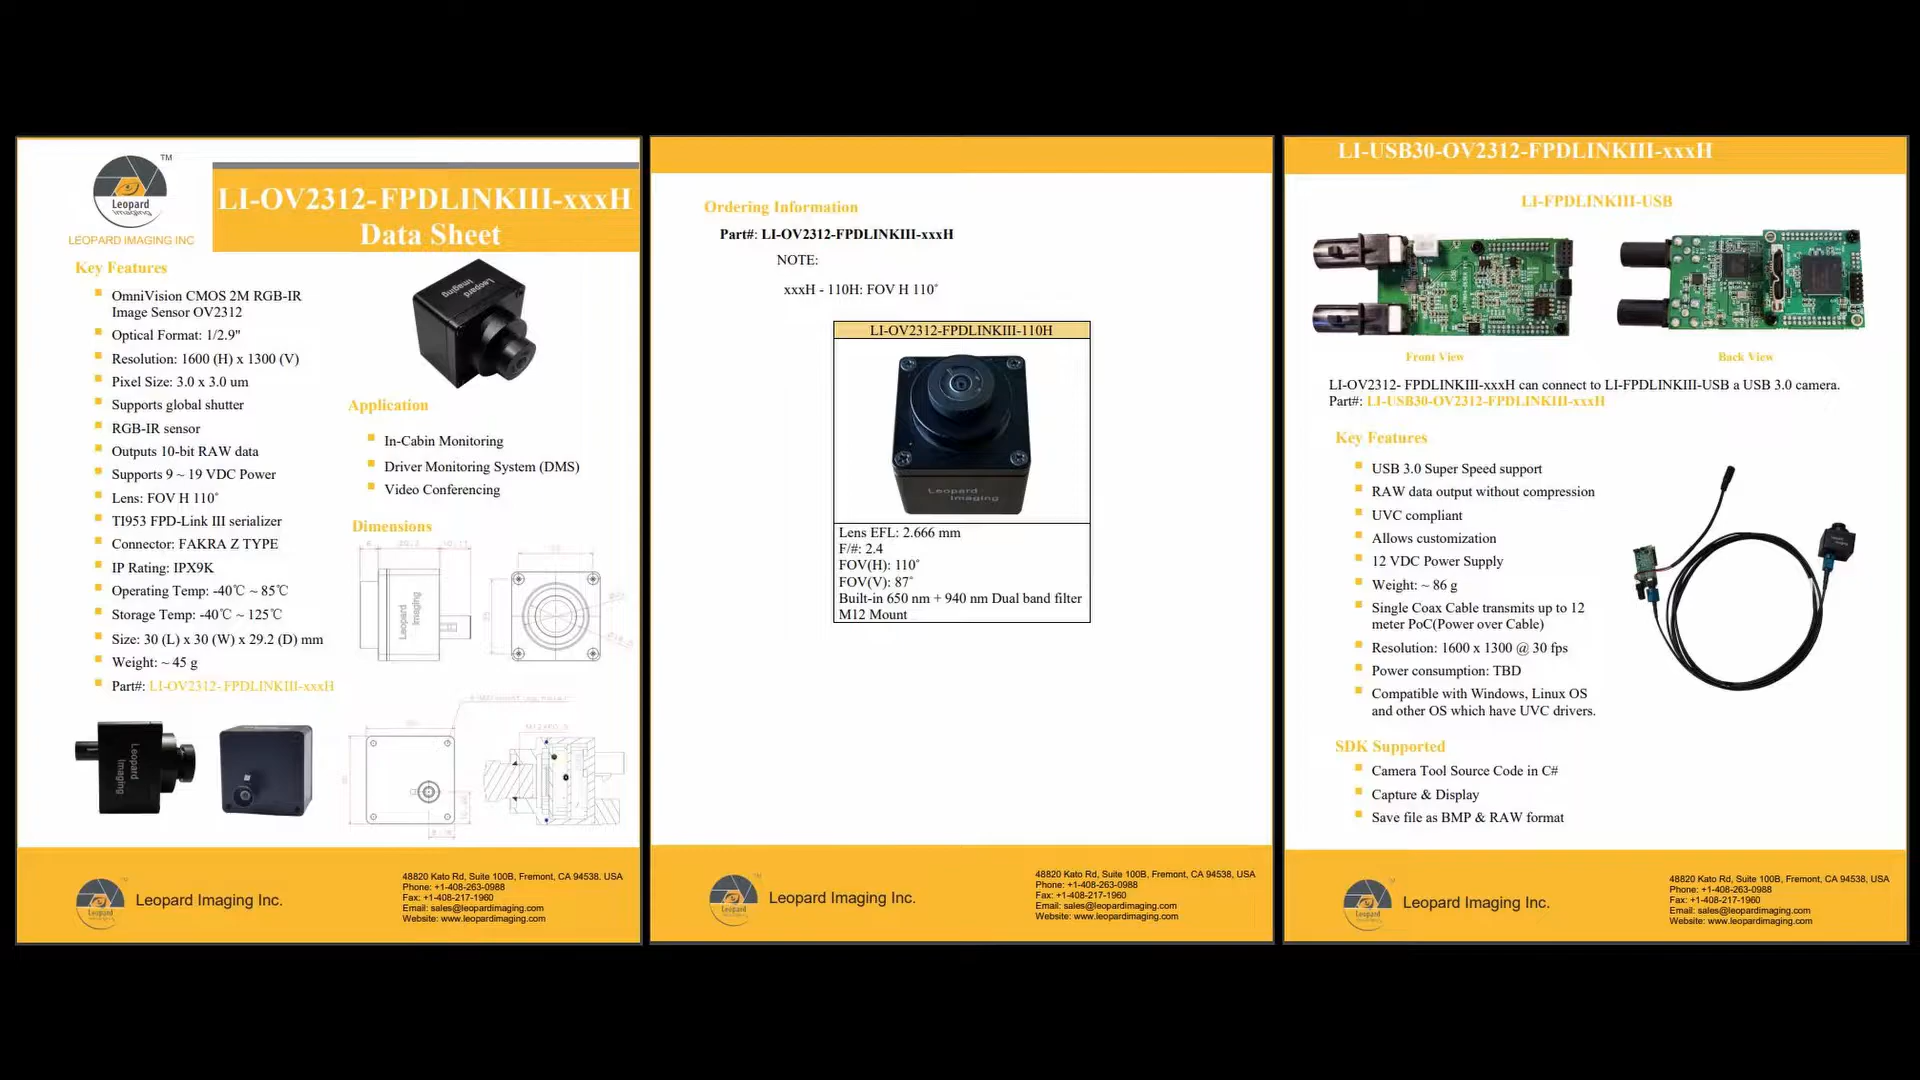 TM
Leopard
Imaging
LEOPARD IMAGING INC
LI-OV2312-FPDLINKIII-xxxH
Data Sheet
Key Features
OmniVision CMOS 2M RGB-IR
Image Sensor OV2312
Optical Format: 1/2.9"
Resolution: 1600 (H) x 1300 (V)
Pixel Size: 3.0 x 3.0 um
Supports global shutter
RGB-IR sensor
Outputs 10-bit RAW data
Supports 9 ~ 19 VDC Power
Lens: FOV H 110˚
TI953 FPD-Link III serializer
Connector: FAKRA Z TYPE
IP Rating: IPX9K
Operating Temp: -40℃ ~ 85℃
Storage Temp: -40℃ ~ 125℃
Size: 30 (L) x 30 (W) x 29.2 (D) mm
Weight: ~ 45 g
Part#: LI-OV2312- FPDLINKIII-xxxH
Leopard
Imaging
Application
In-Cabin Monitoring
Driver Monitoring System (DMS)
Video Conferencing
Dimensions
Leopard
Imaging
Leopard
Imaging
Leopard Imaging Inc.
48820 Kato Rd, Suite 100B, Fremont, CA 94538. USA
Phone: +1-408-263-0988
Fax: +1-408-217-1960
Email: sales@leopardimaging.com
Website: www.leopardimaging.com
Ordering Information
Part#: LI-OV2312-FPDLINKIII-xxxH
NOTE:
xxxH - 110H: FOV H 110˚
LI-OV2312-FPDLINKIII-110H
Leopard
Imaging
Lens EFL: 2.666 mm
F/#: 2.4
FOV(H): 110˚
FOV(V): 87˚
Built-in 650 nm + 940 nm Dual band filter
M12 Mount
Leopard Imaging Inc.
48820 Kato Rd, Suite 100B, Fremont, CA 94538, USA
Phone: +1-408-263-0988
Fax: +1-408-217-1960
Email: sales@leopardimaging.com
Website: www.leopardimaging.com
LI-USB30-OV2312-FPDLINKIII-xxxH
LI-FPDLINKIII-USB
Front View
Back View
LI-OV2312- FPDLINKIII-xxxH can connect to LI-FPDLINKIII-USB a USB 3.0 camera.
Part#: LI-USB30-OV2312-FPDLINKIII-xxxH
Key Features
USB 3.0 Super Speed support
RAW data output without compression
UVC compliant
Allows customization
12 VDC Power Supply
Weight: ~ 86 g
Single Coax Cable transmits up to 12
meter PoC(Power over Cable)
Resolution: 1600 x 1300 @ 30 fps
Power consumption: TBD
Compatible with Windows, Linux OS
and other OS which have UVC drivers.
SDK Supported
Camera Tool Source Code in C#
Capture & Display
Save file as BMP & RAW format
Leopard Imaging Inc.
48820 Kato Rd, Suite 100B, Fremont, CA 94538, USA
Phone: +1-408-263-0988
Fax: +1-408-217-1960
Email: sales@leopardimaging.com
Website: www.leopardimaging.com